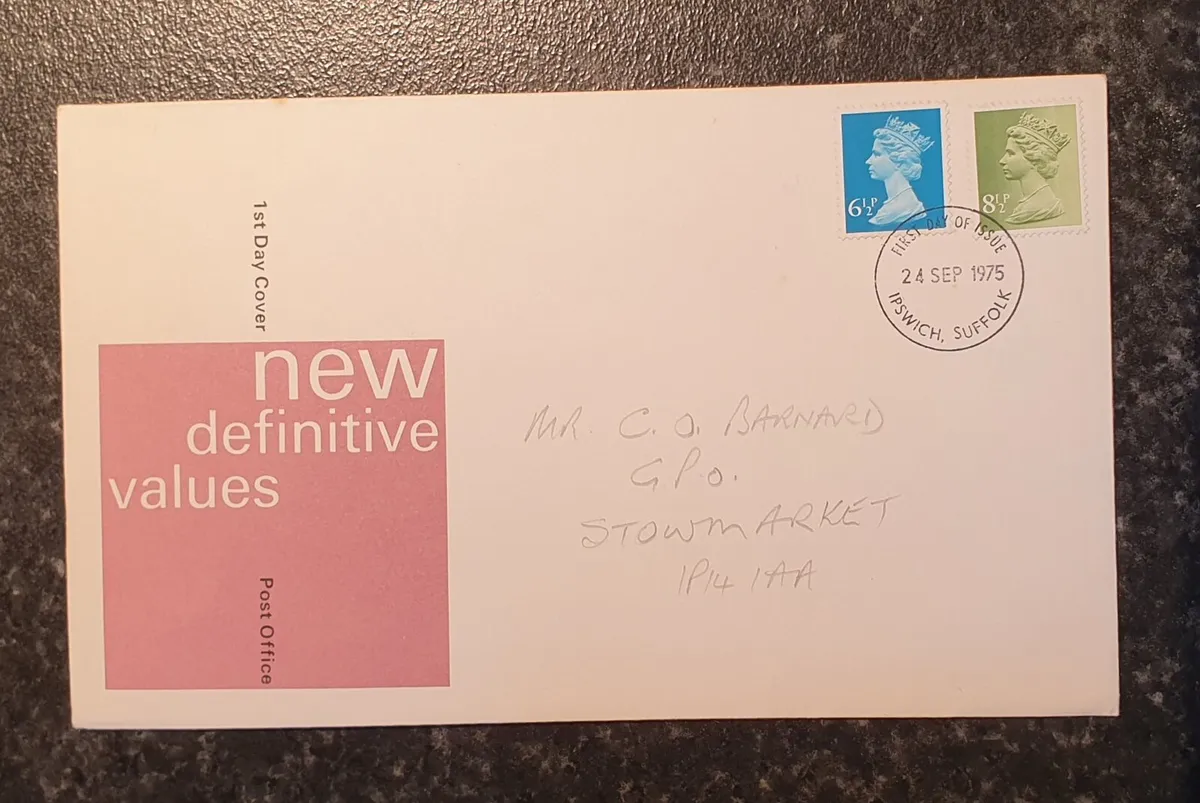 1st Day Cover
new
definitive
values
Post Office
6½P
8½P
FIRST DAY OF ISSUE
24 SEP 1975
IPSWICH, SUFFOLK
MR. C. O. BARNARD
G.P.O.
STOWMARKET
IP14 1AA